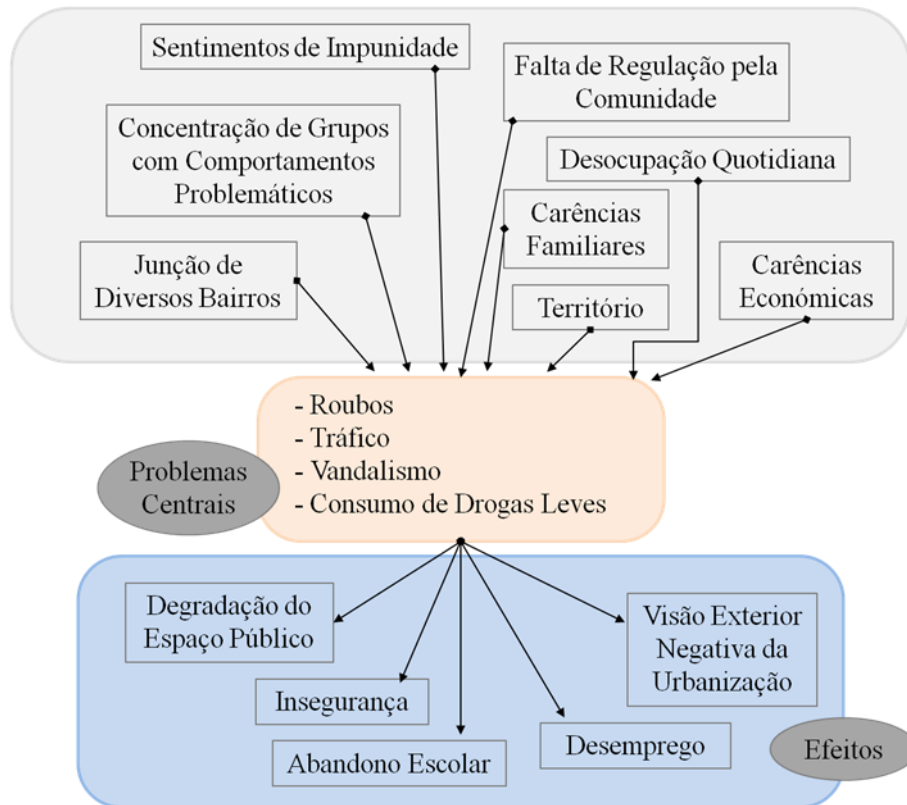 Sentimentos de Impunidade
Falta de Regulação pela
Comunidade
Concentração de Grupos
com Comportamentos
Problemáticos
Desocupação Quotidiana
Carências
Familiares
Junção de
Diversos Bairros
Carências
Económicas
Território
- Roubos
- Tráfico
- Vandalismo
- Consumo de Drogas Leves
Problemas
Centrais
Degradação do
Espaço Público
Visão Exterior
Negativa da
Urbanização
Insegurança
Abandono Escolar
Desemprego
Efeitos